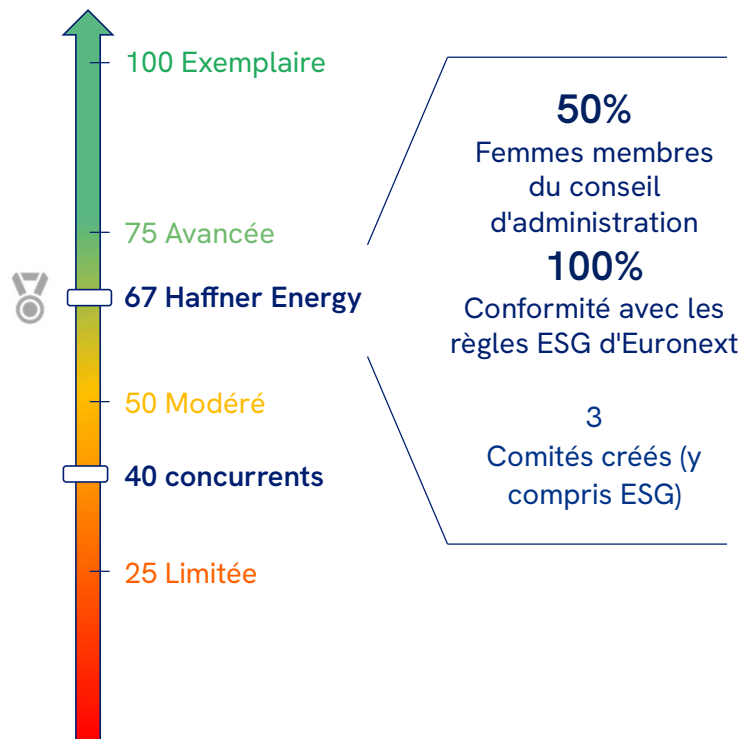 100 Exemplaire
75 Avancée
67 Haffner Energy
50 Modéré
40 concurrents
25 Limitée
50%
Femmes membres
du conseil
d'administration
100%
Conformité avec les
règles ESG d'Euronext
3
Comités créés (y
compris ESG)